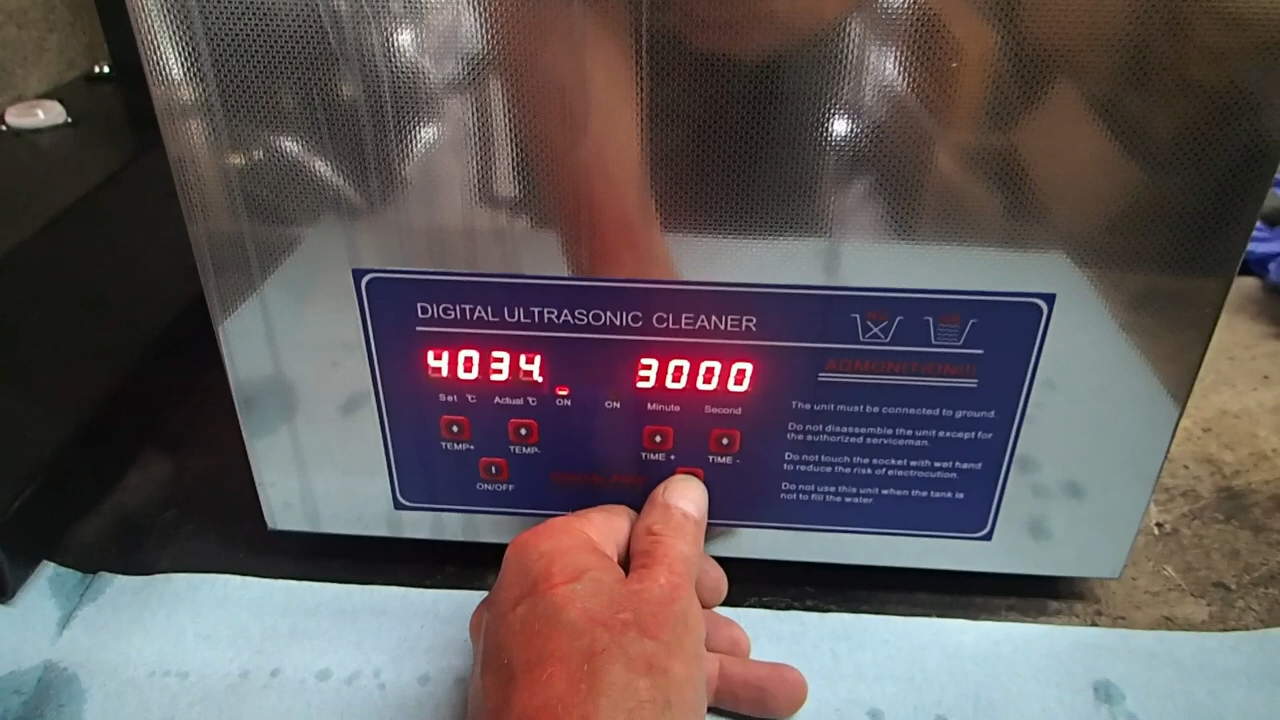 DIGITAL ULTRASONIC CLEANER
4034. 3000
Set °C Actual °C ON ON Minute Second
TEMP+ TEMP- TIME + TIME -
ON/OFF
ADMONITION!!!
The unit must be connected to ground.
Do not disassemble the unit except for
the authorized serviceman.
Do not touch the socket with wet hand
to reduce the risk of electrocution.
Do not use this unit when the tank is
not to fill the water.